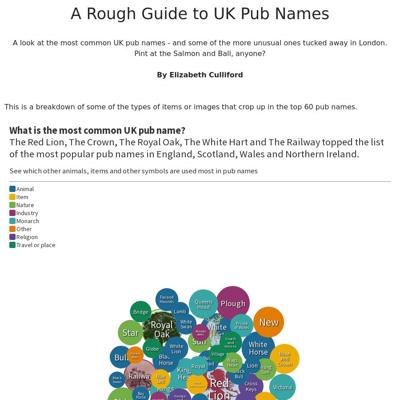 A Rough Guide to UK Pub Names
A look at the most common UK pub names - and some of the more unusual ones tucked away in London.
Pint at the Salmon and Ball, anyone?
By Elizabeth Culliford
This is a breakdown of some of the types of items or images that crop up in the top 60 pub names.
What is the most common UK pub name?
The Red Lion, The Crown, The Royal Oak, The White Hart and The Railway topped the list
of the most popular pub names in England, Scotland, Wales and Northern Ireland.
See which other animals, items and other symbols are used most in pub names
Animal
Item
Nature
Industry
Monarch
Other
Religion
Travel or place
Queens
Plough
Bridge
Lamb
New
Star
Royal
Oak
White
Swan
White
Globe
White
Lion
Village
White
Horse
Bull
Railway
Red
Lion
Cross
Keys
Victoria